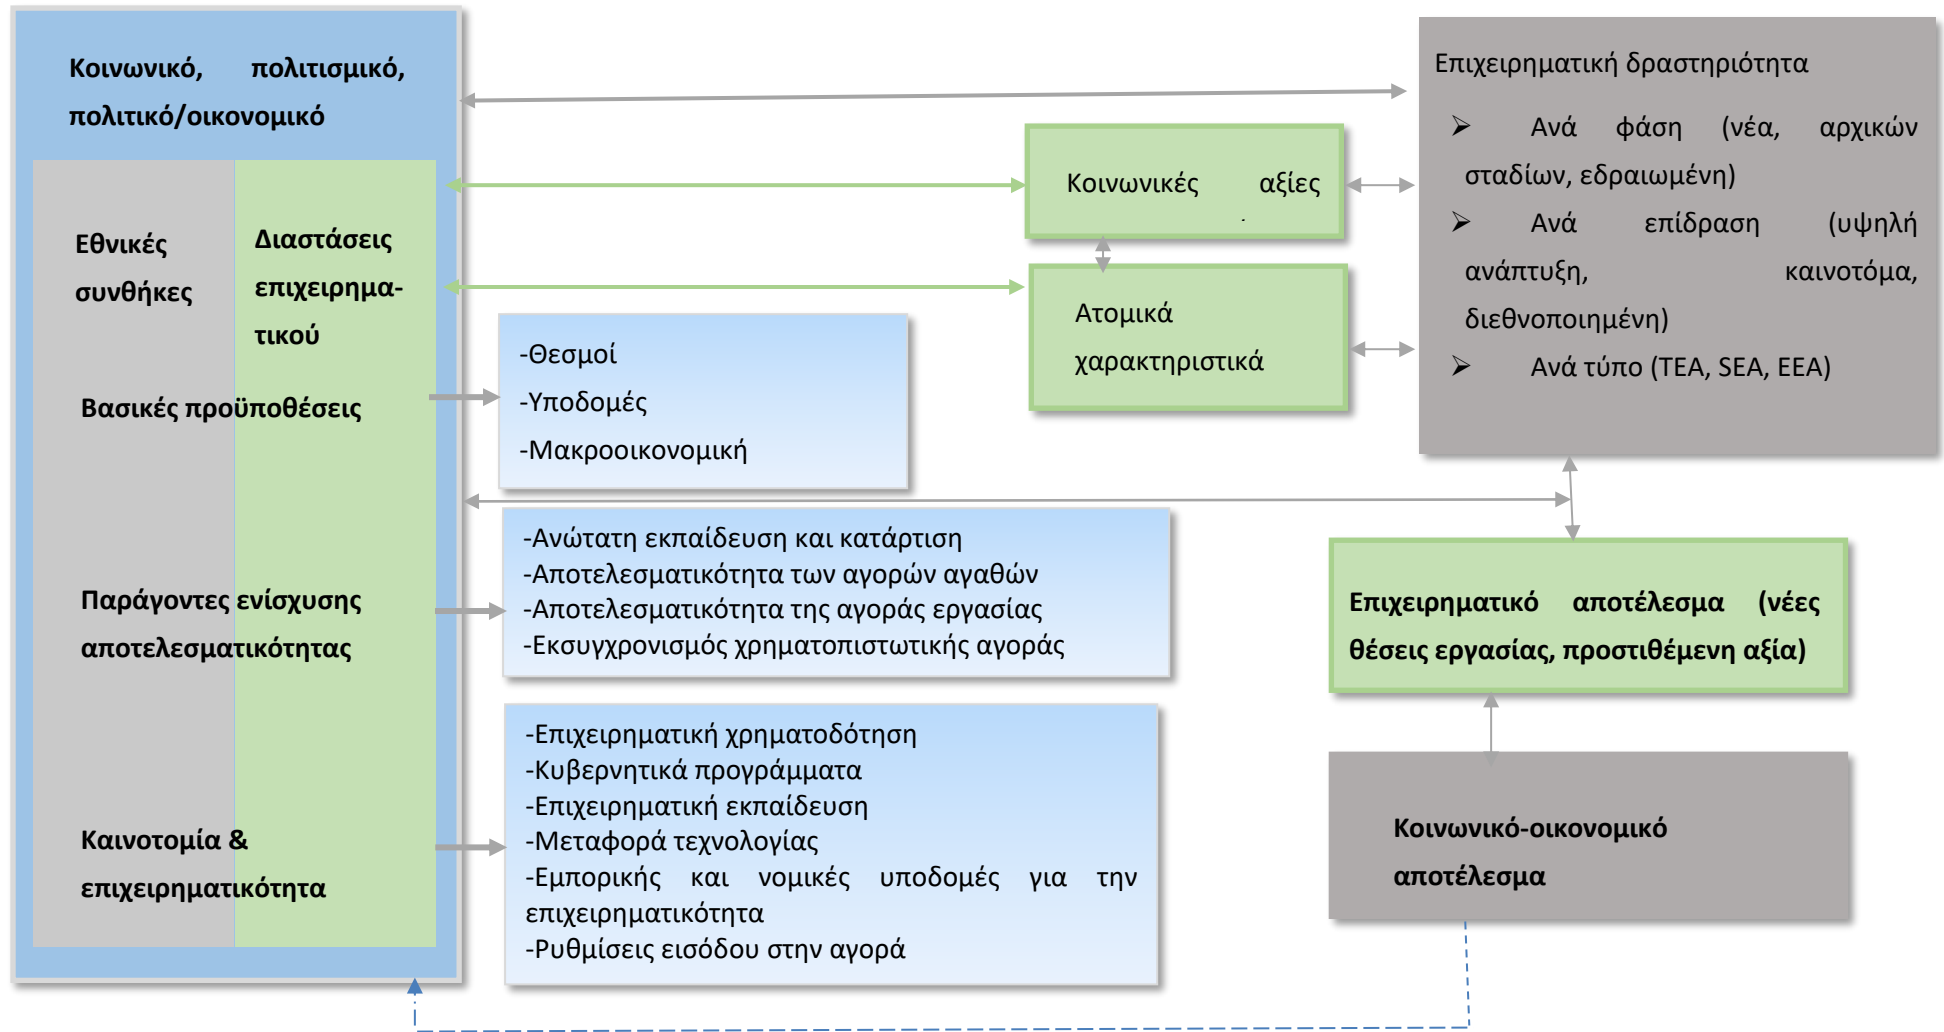 Κοινωνικό, πολιτισμικό,
πολιτικό/οικονομικό
Εθνικές
συνθήκες
Διαστάσεις
επιχειρημα-
τικού
Βασικές προϋποθέσεις
Παράγοντες ενίσχυσης
αποτελεσματικότητας
Καινοτομία &
επιχειρηματικότητα
-Θεσμοί
-Υποδομές
-Μακροοικονομική
-Ανώτατη εκπαίδευση και κατάρτιση
-Αποτελεσματικότητα των αγορών αγαθών
-Αποτελεσματικότητα της αγοράς εργασίας
-Εκσυγχρονισμός χρηματοπιστωτικής αγοράς
-Επιχειρηματική χρηματοδότηση
-Κυβερνητικά προγράμματα
-Επιχειρηματική εκπαίδευση
-Μεταφορά τεχνολογίας
-Εμπορικής και νομικές υποδομές για την
επιχειρηματικότητα
-Ρυθμίσεις εισόδου στην αγορά
Κοινωνικές αξίες
Ατομικά
χαρακτηριστικά
Επιχειρηματική δραστηριότητα
➢ Ανά φάση (νέα, αρχικών
σταδίων, εδραιωμένη)
➢ Ανά επίδραση (υψηλή
ανάπτυξη, καινοτόμα,
διεθνοποιημένη)
➢ Ανά τύπο (TEA, SEA, EEA)
Επιχειρηματικό αποτέλεσμα (νέες
θέσεις εργασίας, προστιθέμενη αξία)
Κοινωνικό-οικονομικό
αποτέλεσμα